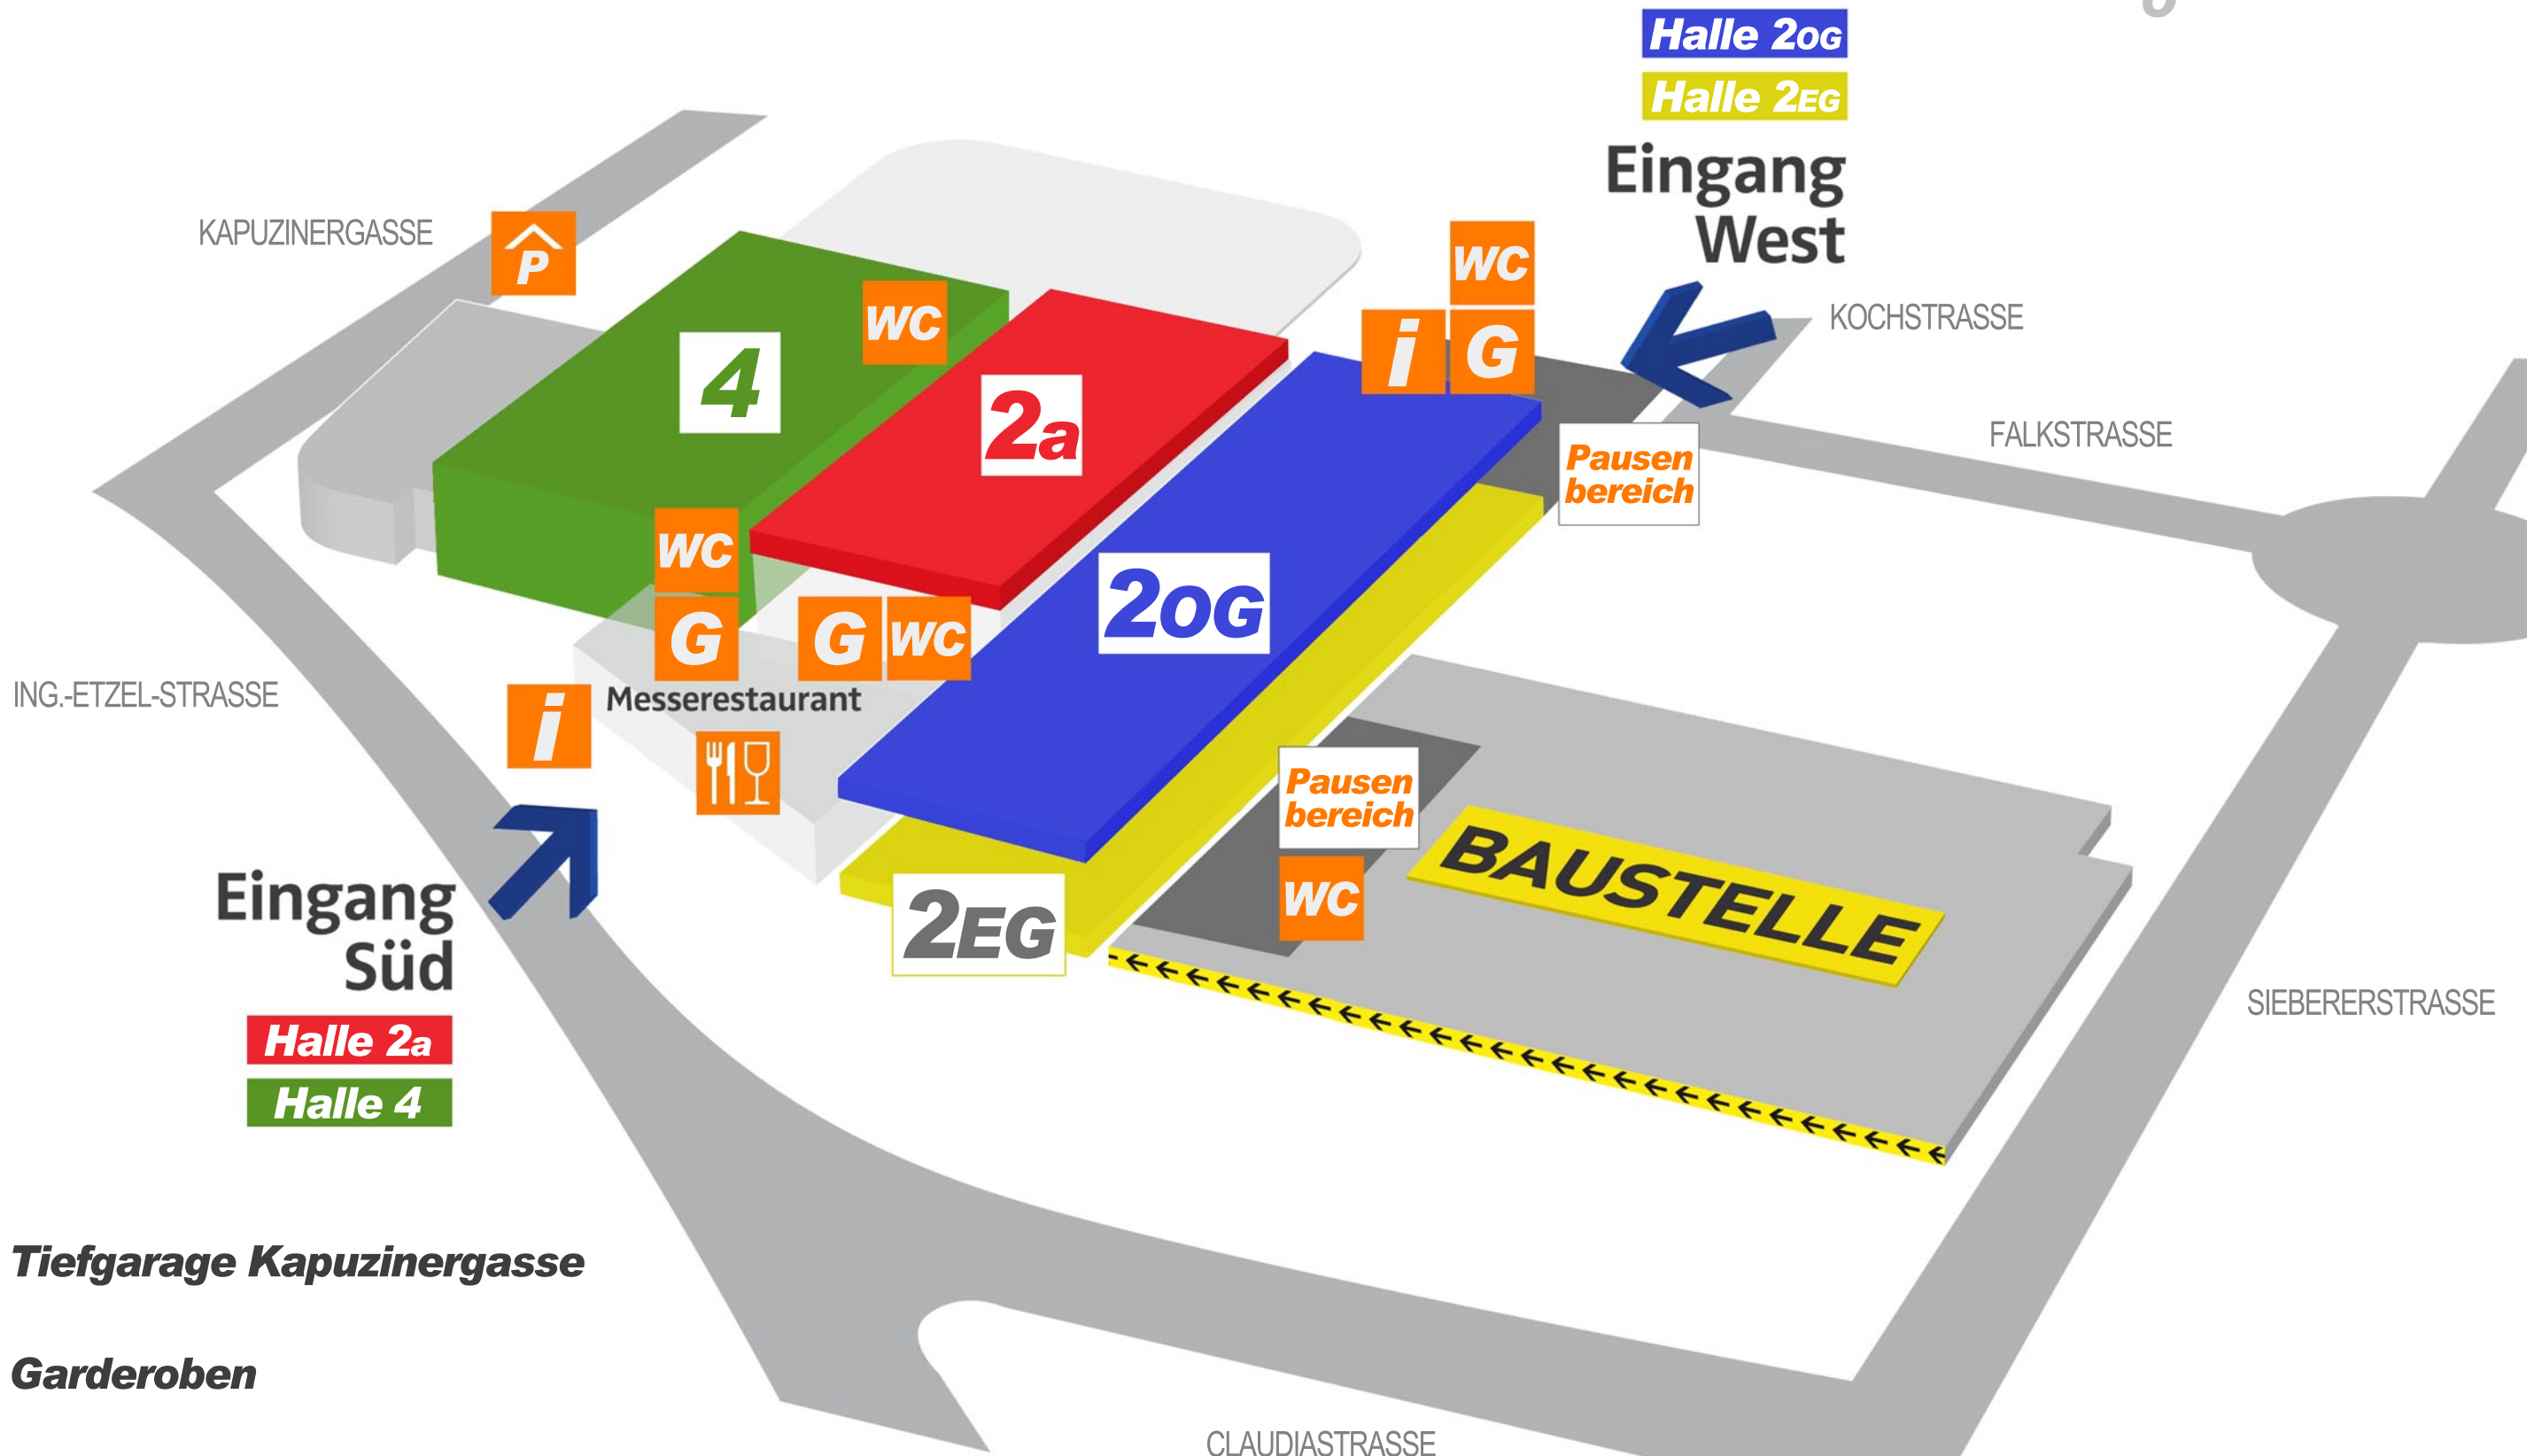 Halle 2OG
Halle 2EG
Eingang
West
KAPUZINERGASSE
P
WC
WC
i
G
KOCHSTRASSE
4
2a
FALKSTRASSE
Pausen
bereich
WC
G
G
WC
2OG
ING.-ETZEL-STRASSE
i
Messerestaurant
Pausen
bereich
WC
BAUSTELLE
2EG
Eingang
Süd
Halle 2a
Halle 4
SIEBERERSTRASSE
Tiefgarage Kapuzinergasse
Garderoben
CLAUDIASTRASSE